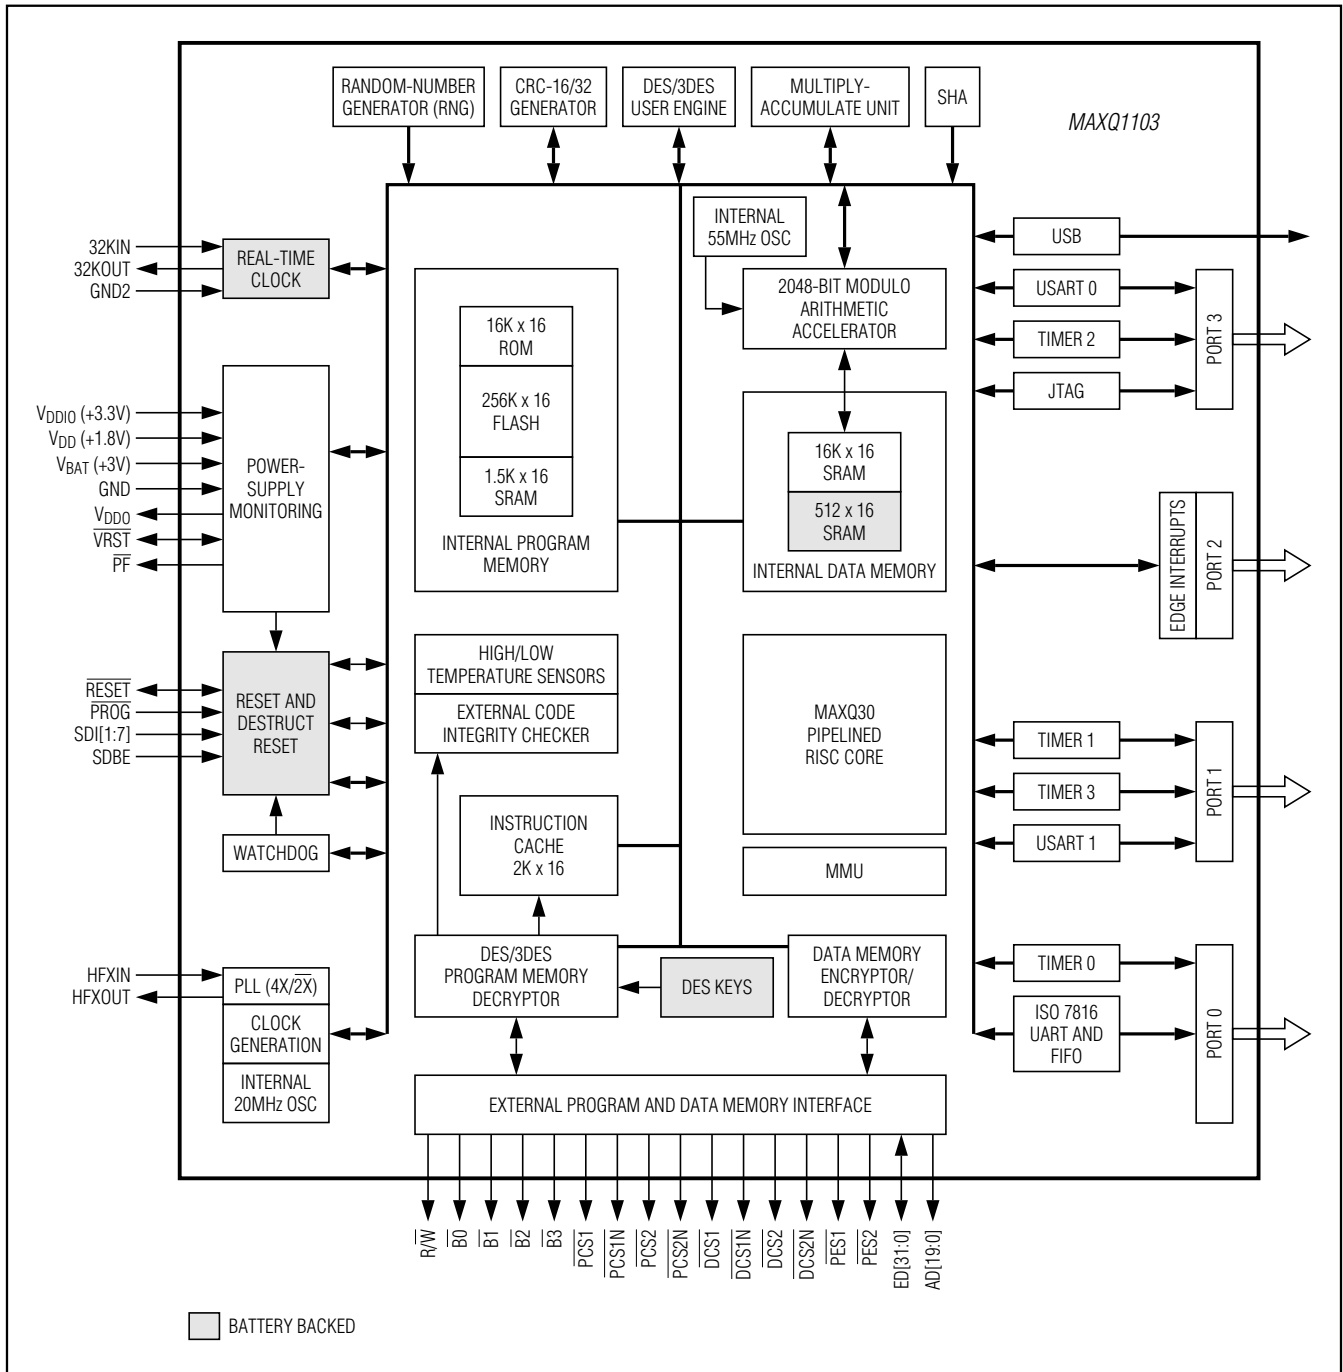 RANDOM-NUMBER
GENERATOR (RNG)
CRC-16/32
GENERATOR
DES/3DES
USER ENGINE
MULTIPLY-
ACCUMULATE UNIT
SHA
MAXQ1103
32KIN
32KOUT
GND2
REAL-TIME
CLOCK
INTERNAL
55MHz OSC
2048-BIT MODULO
ARITHMETIC
ACCELERATOR
USB
USART 0
TIMER 2
JTAG
PORT 3
16K x 16
ROM
256K x 16
FLASH
1.5K x 16
SRAM
INTERNAL PROGRAM
MEMORY
16K x 16
SRAM
512 x 16
SRAM
INTERNAL DATA MEMORY
VDDIO (+3.3V)
VDD (+1.8V)
VBAT (+3V)
GND
VDDO
VRST
PF
POWER-
SUPPLY
MONITORING
EDGE INTERRUPTS
PORT 2
RESET
PROG
SDI[1:7]
SDBE
RESET AND
DESTRUCT
RESET
WATCHDOG
HIGH/LOW
TEMPERATURE SENSORS
EXTERNAL CODE
INTEGRITY CHECKER
MAXQ30
PIPELINED
RISC CORE
MMU
TIMER 1
TIMER 3
USART 1
PORT 1
INSTRUCTION
CACHE
2K x 16
HFXIN
HFXOUT
PLL (4X/2X)
CLOCK
GENERATION
INTERNAL
20MHz OSC
DES/3DES
PROGRAM MEMORY
DECRYPTOR
DES KEYS
DATA MEMORY
ENCRYPTOR/
DECRYPTOR
TIMER 0
ISO 7816
UART AND
FIFO
PORT 0
EXTERNAL PROGRAM AND DATA MEMORY INTERFACE
R/W
B0
B1
B2
B3
PCS1
PCS1N
PCS2
PCS2N
DCS1
DCS1N
DCS2
DCS2N
PES1
PES2
ED[31:0]
AD[19:0]
BATTERY BACKED